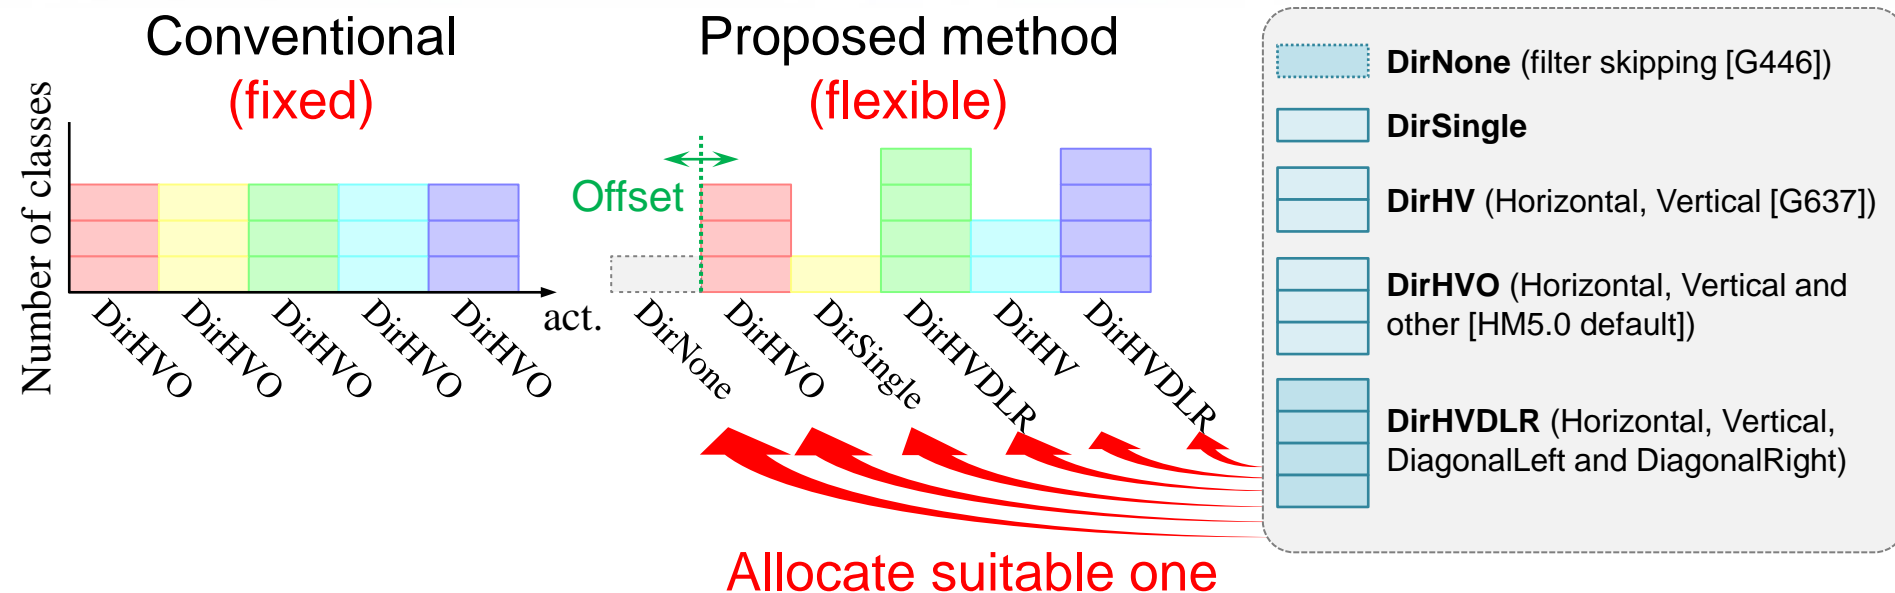 Conventional
(fixed)
Number of classes
act.
DirHVO
DirHVO
DirHVO
DirHVO
DirHVO
Proposed method
(flexible)
Offset
DirNone
DirHVO
DirSingle
DirHVDLR
DirHV
DirHVDLR
Allocate suitable one
DirNone (filter skipping [G446])
DirSingle
DirHV (Horizontal, Vertical [G637])
DirHVO (Horizontal, Vertical and
other [HM5.0 default])
DirHVDLR (Horizontal, Vertical,
DiagonalLeft and DiagonalRight)